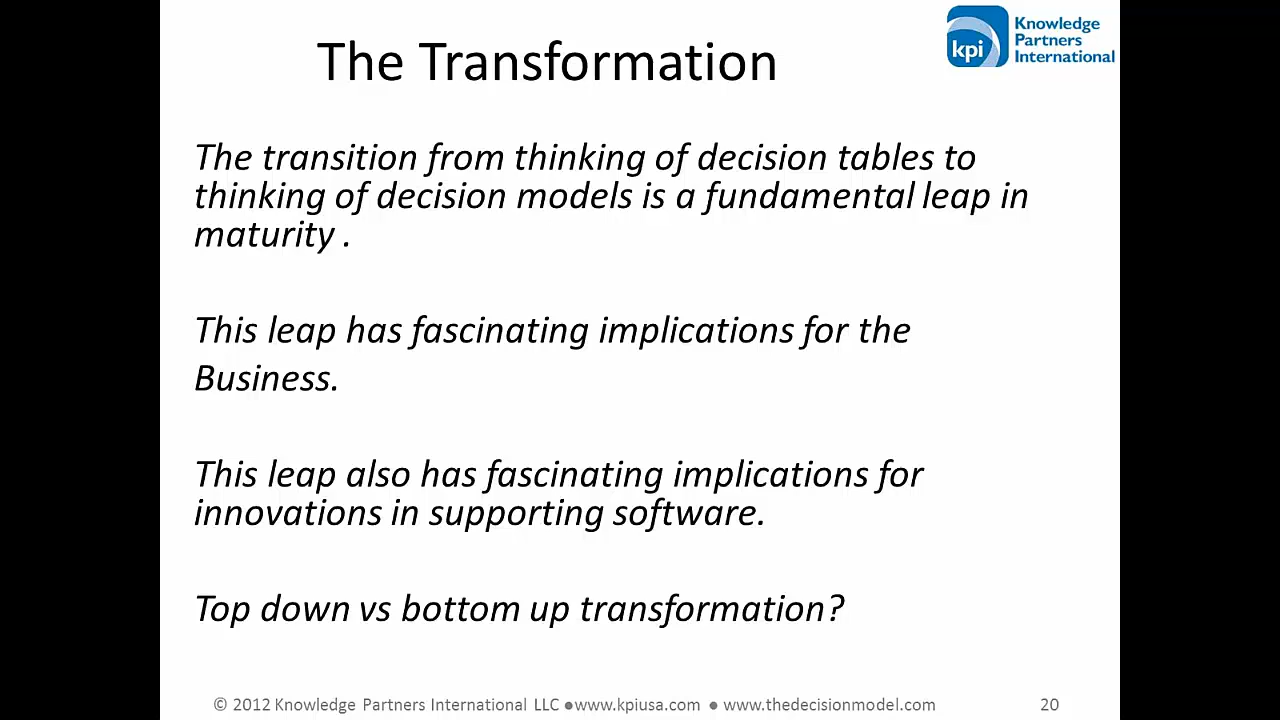 The Transformation
kpi
Knowledge
Partners
International
The transition from thinking of decision tables to
thinking of decision models is a fundamental leap in
maturity .
This leap has fascinating implications for the
Business.
This leap also has fascinating implications for
innovations in supporting software.
Top down vs bottom up transformation?
© 2012 Knowledge Partners International LLC ●www.kpiusa.com ● www.thedecisionmodel.com 20